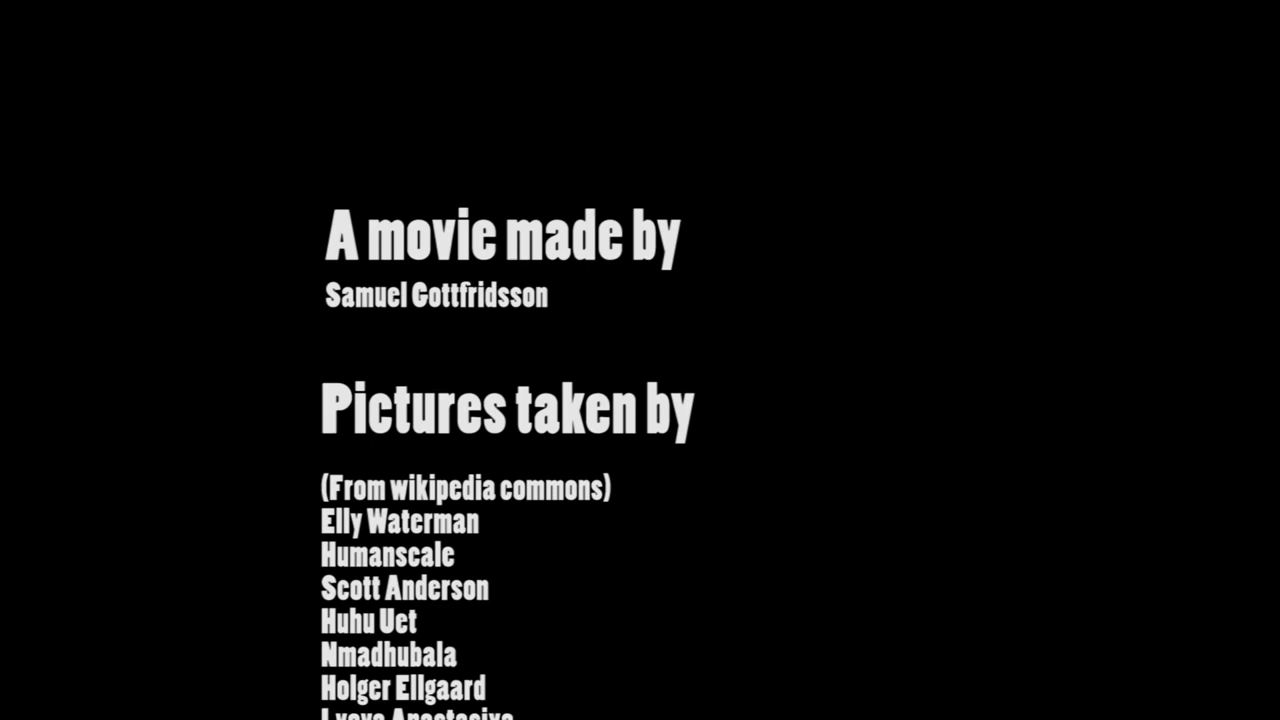 A movie made by
Samuel Gottfridsson
Pictures taken by
(From wikipedia commons)
Elly Waterman
Humanscale
Scott Anderson
Huhu Uet
Nmadhubala
Holger Ellgaard